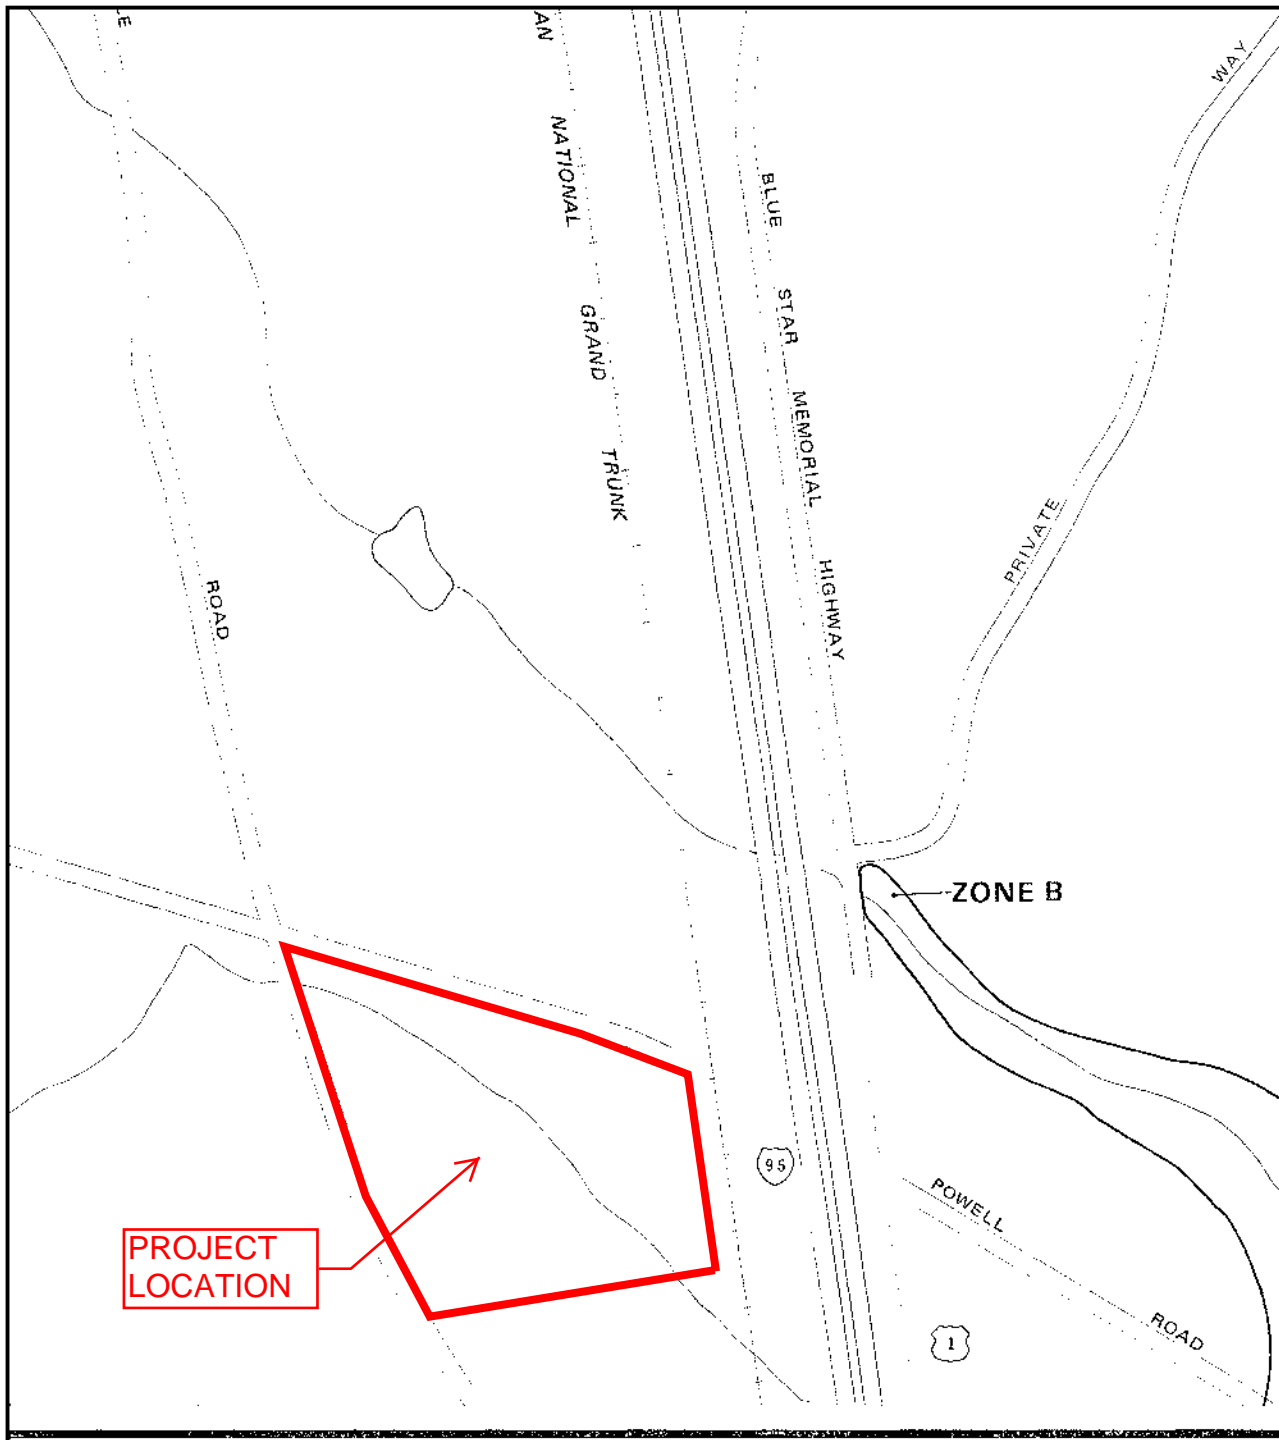 AN
NATIONAL
GRAND
TRUNK
BLUE
STAR
MEMORIAL
HIGHWAY
WAY
PRIVATE
ROAD
ZONE B
95
POWELL
ROAD
1
PROJECT
LOCATION